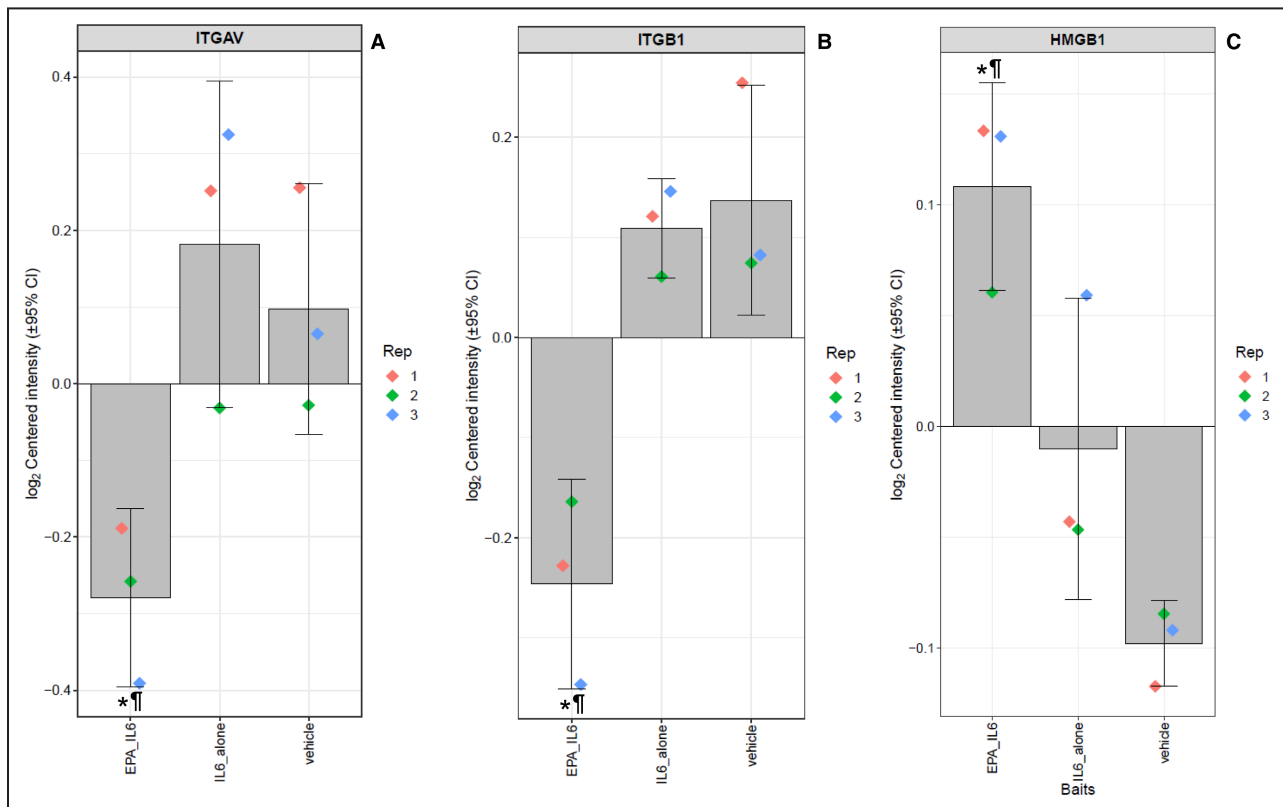 ITGAV
A
log2 Centered intensity (±95% CI)
0.4
0.2
0.0
−0.2
−0.4
*¶
EPA_IL6
IL6_alone
vehicle
Rep
1
2
3
ITGB1
B
log2 Centered intensity (±95% CI)
0.2
0.0
−0.2
*¶
EPA_IL6
IL6_alone
vehicle
Rep
1
2
3
HMGB1
C
*¶
log2 Centered intensity (±95% CI)
0.1
0.0
−0.1
EPA_IL6
IL6_alone
vehicle
Baits
Rep
1
2
3